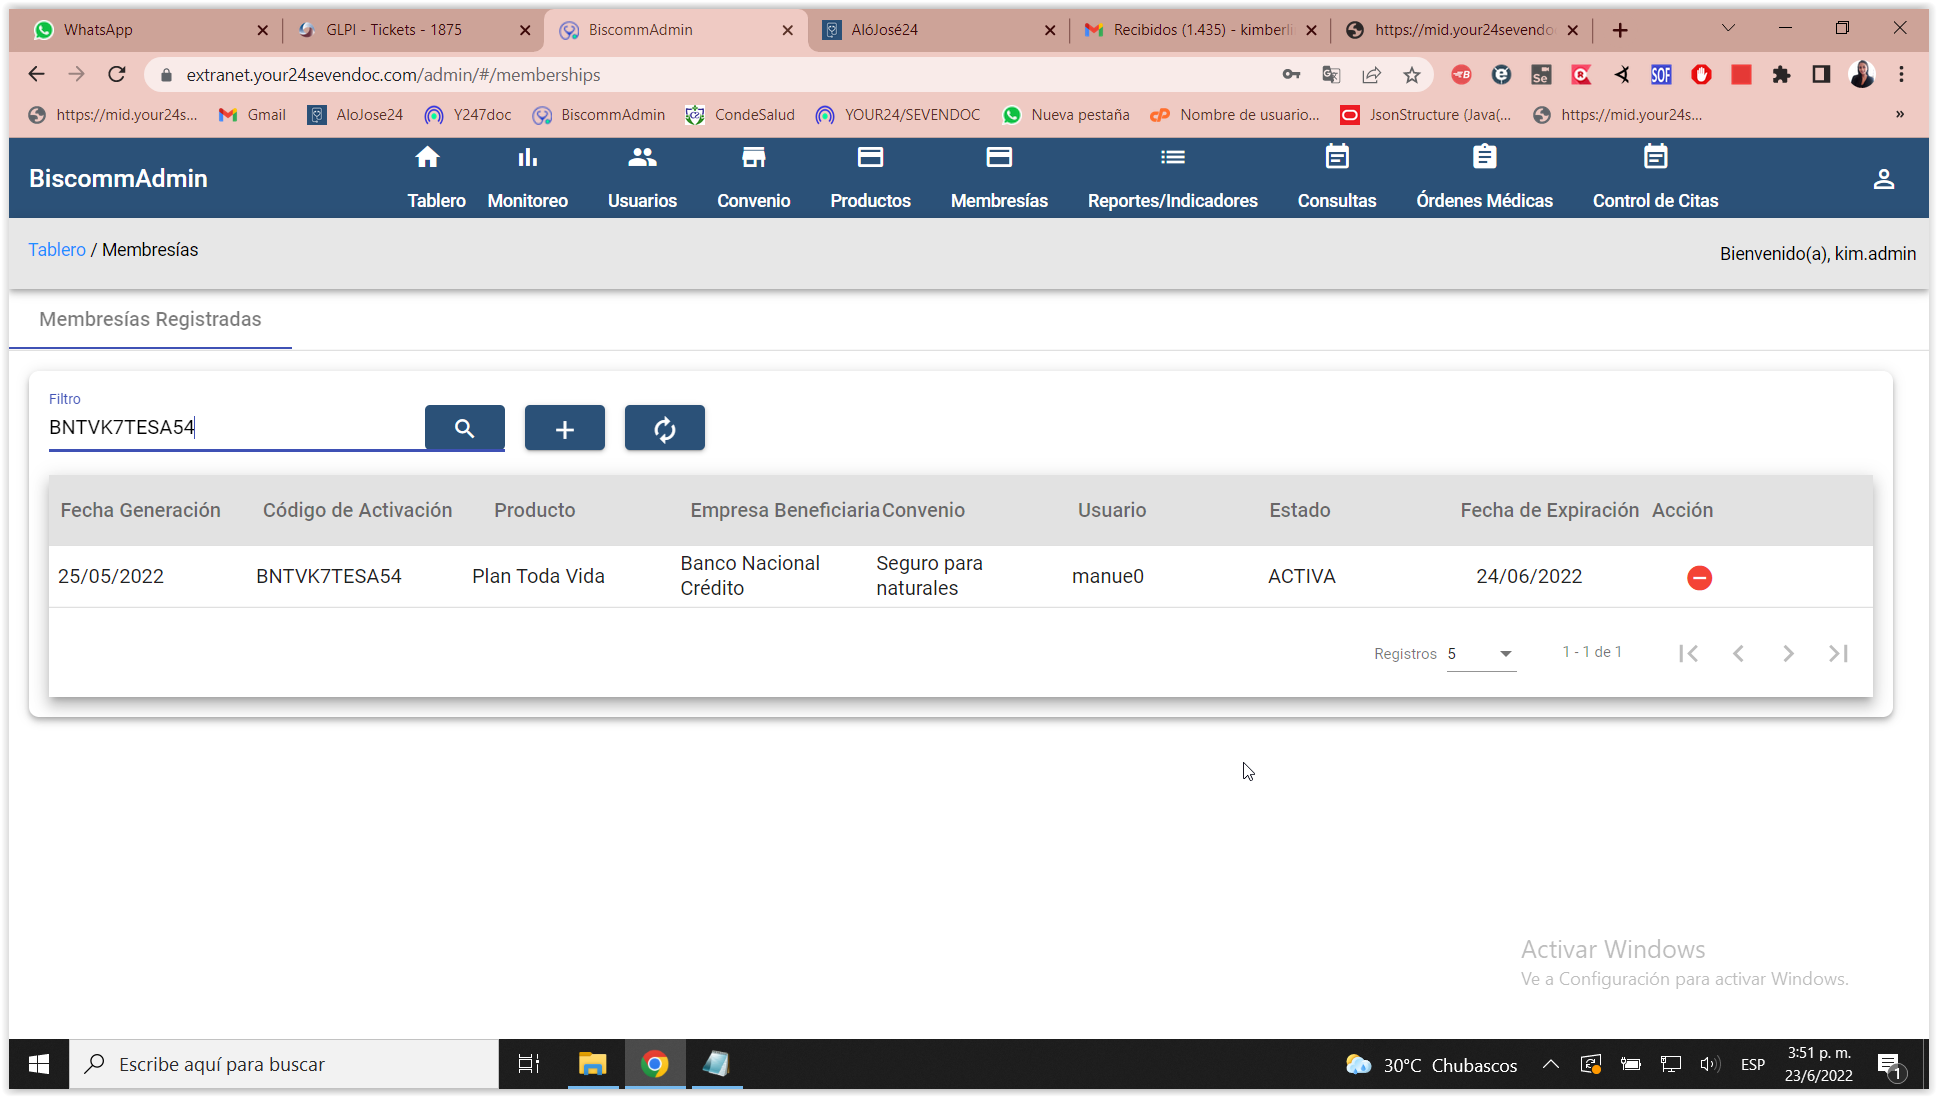 WhatsApp GLPI - Tickets - 1875 BiscommAdmin AlóJosé24 Recibidos (1.435) - kimberli https://mid.your24sevendo
extranet.your24sevendoc.com/admin/#/memberships
https://mid.your24s... Gmail AloJose24 Y247doc BiscommAdmin CondeSalud YOUR24/SEVENDOC Nueva pestaña Nombre de usuario... JsonStructure (Java(... https://mid.your24s... »
BiscommAdmin
Tablero Monitoreo Usuarios Convenio Productos Membresías Reportes/Indicadores Consultas Órdenes Médicas Control de Citas
Tablero / Membresías
Bienvenido(a), kim.admin
Membresías Registradas
Filtro
BNTVK7TESA54
Fecha Generación Código de Activación Producto Empresa Beneficiaria Convenio Usuario Estado Fecha de Expiración Acción
25/05/2022 BNTVK7TESA54 Plan Toda Vida Banco Nacional Crédito Seguro para naturales manue0 ACTIVA 24/06/2022
Registros 5 1 - 1 de 1
Activar Windows
Ve a Configuración para activar Windows.
Escribe aquí para buscar
30°C Chubascos
ESP
3:51 p. m.
23/6/2022
1